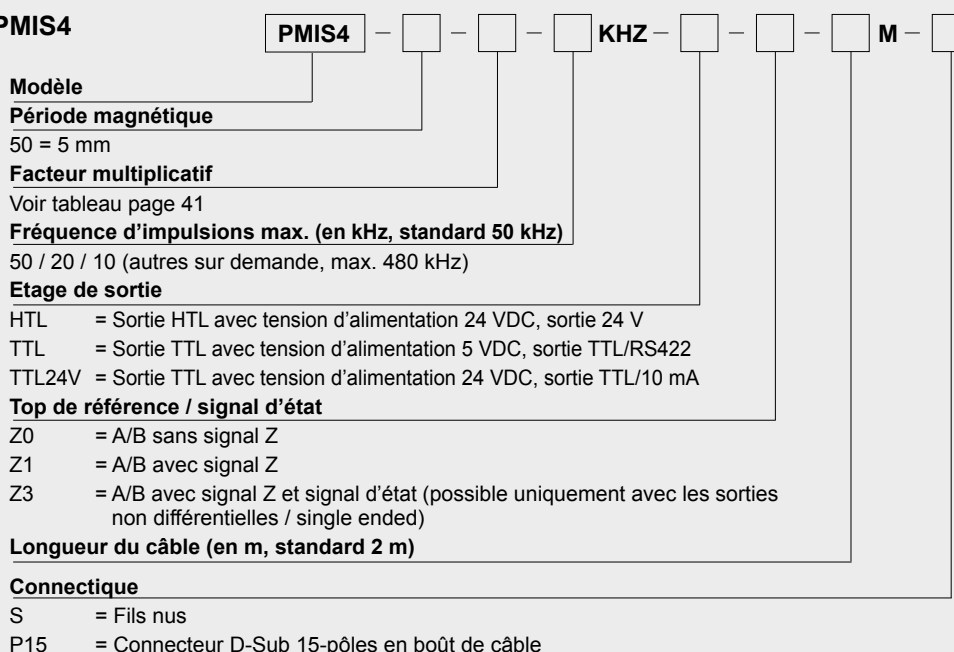 PMIS4
PMIS4 – – – KHZ – – – M –
Modèle
Période magnétique
50 = 5 mm
Facteur multiplicatif
Voir tableau page 41
Fréquence d’impulsions max. (en kHz, standard 50 kHz)
50 / 20 / 10 (autres sur demande, max. 480 kHz)
Etage de sortie
HTL = Sortie HTL avec tension d’alimentation 24 VDC, sortie 24 V
TTL = Sortie TTL avec tension d’alimentation 5 VDC, sortie TTL/RS422
TTL24V = Sortie TTL avec tension d’alimentation 24 VDC, sortie TTL/10 mA
Top de référence / signal d’état
Z0 = A/B sans signal Z
Z1 = A/B avec signal Z
Z3 = A/B avec signal Z et signal d’état (possible uniquement avec les sorties
non différentielles / single ended)
Longueur du câble (en m, standard 2 m)
Connectique
S = Fils nus
P15 = Connecteur D-Sub 15-pôles en boût de câble